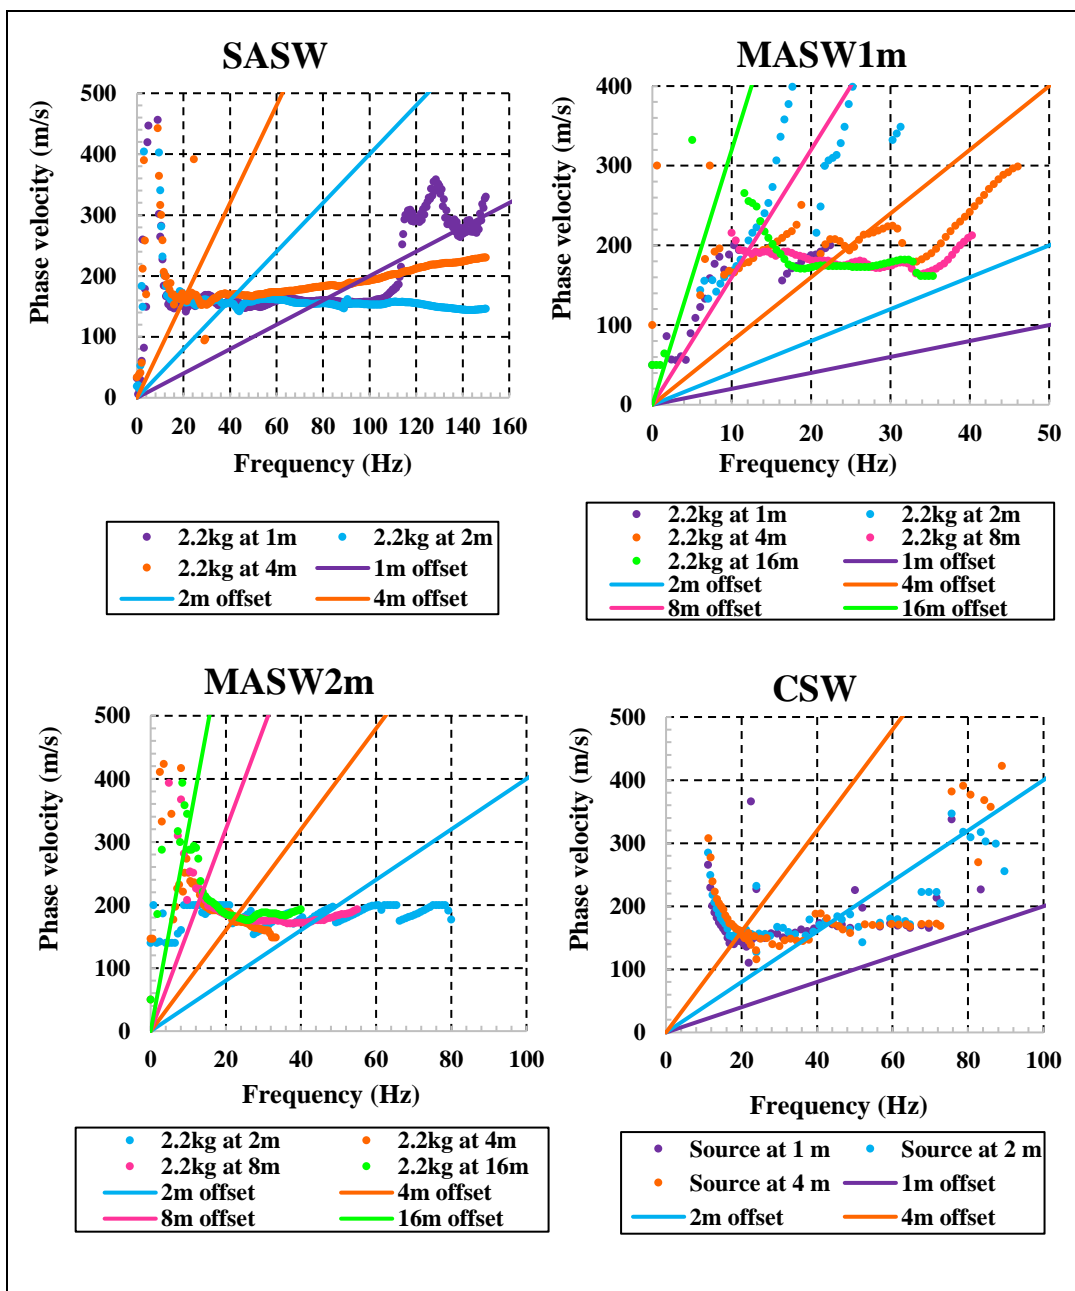 SASW
500
400
300
200
100
0
Phase velocity (m/s)
0 20 40 60 80 100 120 140 160
Frequency (Hz)
2.2kg at 1m 2.2kg at 2m
2.2kg at 4m 1m offset
2m offset 4m offset
MASW1m
400
300
200
100
0
Phase velocity (m/s)
0 10 20 30 40 50
Frequency (Hz)
2.2kg at 1m 2.2kg at 2m
2.2kg at 4m 2.2kg at 8m
2.2kg at 16m 1m offset
2m offset 4m offset
8m offset 16m offset
MASW2m
500
400
300
200
100
0
Phase velocity (m/s)
0 20 40 60 80 100
Frequency (Hz)
2.2kg at 2m 2.2kg at 4m
2.2kg at 8m 2.2kg at 16m
2m offset 4m offset
8m offset 16m offset
CSW
500
400
300
200
100
0
Phase velocity (m/s)
0 20 40 60 80 100
Frequency (Hz)
Source at 1 m Source at 2 m
Source at 4 m 1m offset
2m offset 4m offset